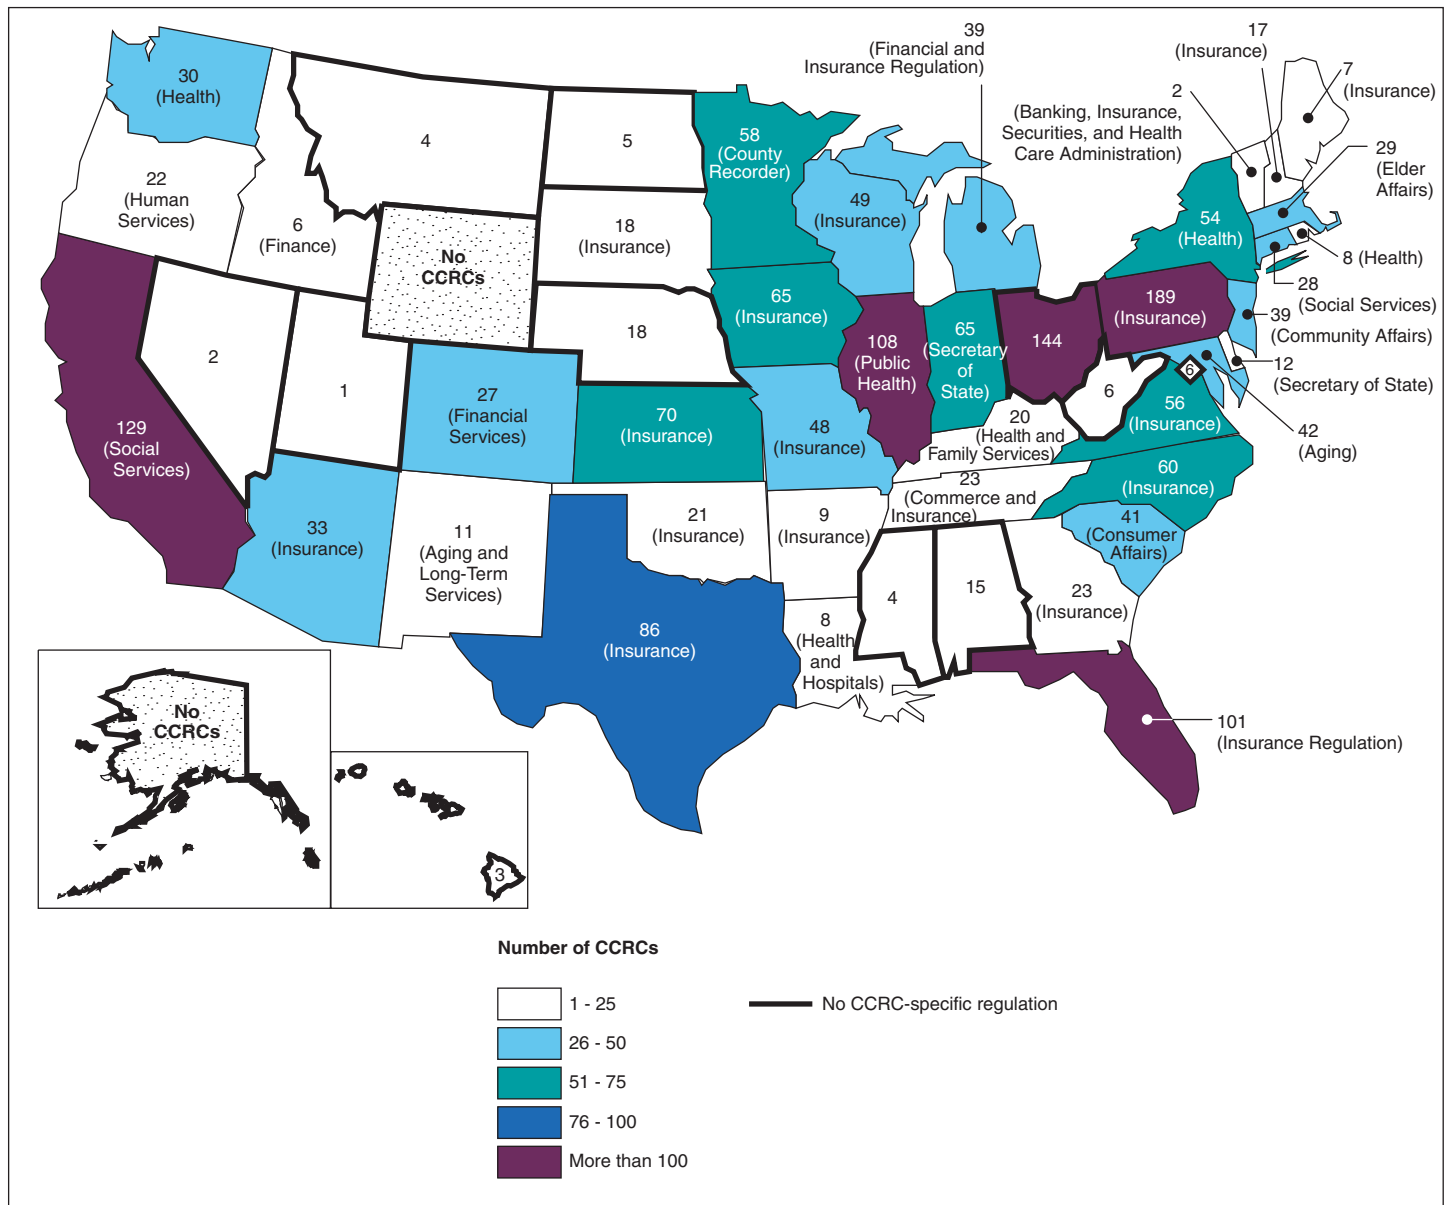 39
(Financial and
Insurance Regulation)
17
(Insurance)
7
(Insurance)
2
(Banking, Insurance,
Securities, and Health
Care Administration)
29
(Elder
Affairs)
30
(Health)
4
5
58
(County
Recorder)
22
(Human
Services)
6
(Finance)
18
(Insurance)
49
(Insurance)
54
(Health)
8 (Health)
No
CCRCs
28
(Social Services)
65
(Insurance)
189
(Insurance)
39
(Community Affairs)
2
18
108
(Public
Health)
65
(Secretary
of
State)
144
12
(Secretary of State)
6
1
27
(Financial
Services)
6
42
(Aging)
129
(Social
Services)
70
(Insurance)
48
(Insurance)
20
(Health and
Family Services)
56
(Insurance)
60
(Insurance)
23
(Commerce and
Insurance)
33
(Insurance)
11
(Aging and
Long-Term
Services)
21
(Insurance)
9
(Insurance)
41
(Consumer
Affairs)
4
15
23
(Insurance)
86
(Insurance)
8
(Health
and
Hospitals)
No
CCRCs
101
(Insurance Regulation)
3
Number of CCRCs
1 - 25
No CCRC-specific regulation
26 - 50
51 - 75
76 - 100
More than 100